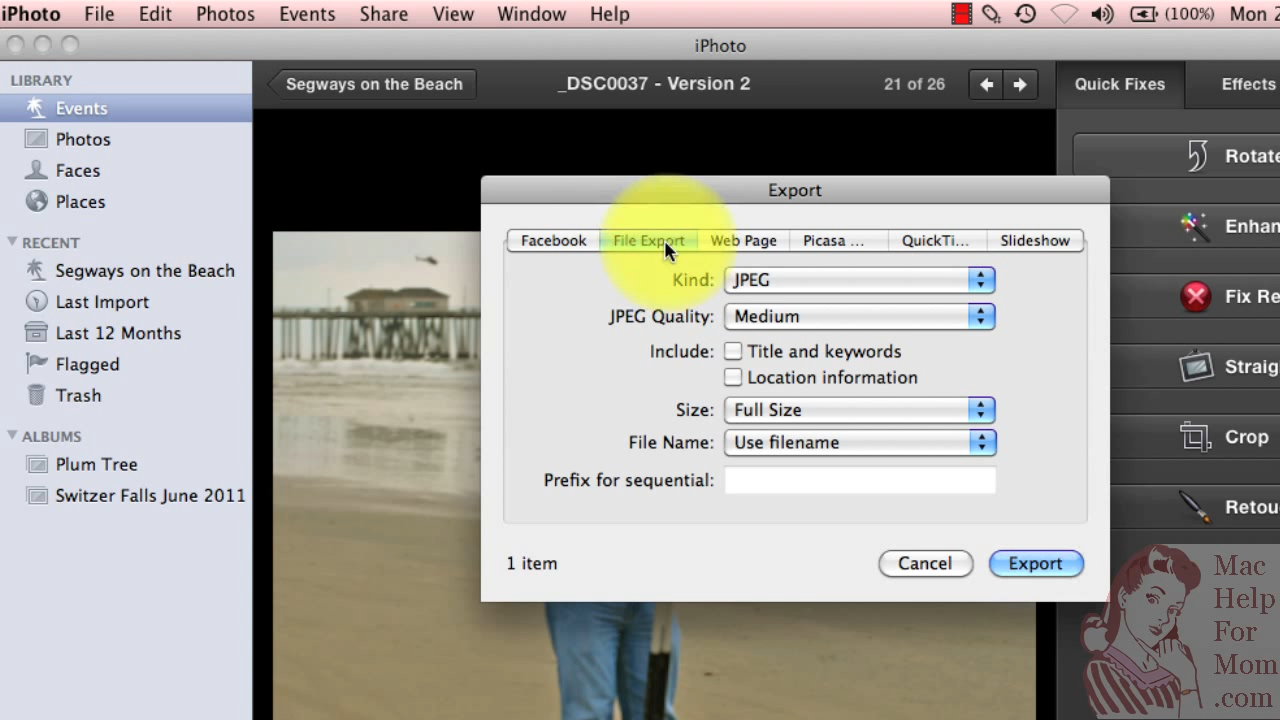 iPhoto File Edit Photos Events Share View Window Help (100%) Mon 2
iPhoto
LIBRARY
Events
Photos
Faces
Places
RECENT
Segways on the Beach
Last Import
Last 12 Months
Flagged
Trash
ALBUMS
Plum Tree
Switzer Falls June 2011
Segways on the Beach _DSC0037 - Version 2 21 of 26
Quick Fixes Effects
Rotate
Enhan
Fix Re
Straig
Crop
Retou
Export
Facebook File Export Web Page Picasa ... QuickTi... Slideshow
Kind: JPEG
JPEG Quality: Medium
Include: Title and keywords
Location information
Size: Full Size
File Name: Use filename
Prefix for sequential:
1 item Cancel Export
Mac
Help
For
Mom
.com